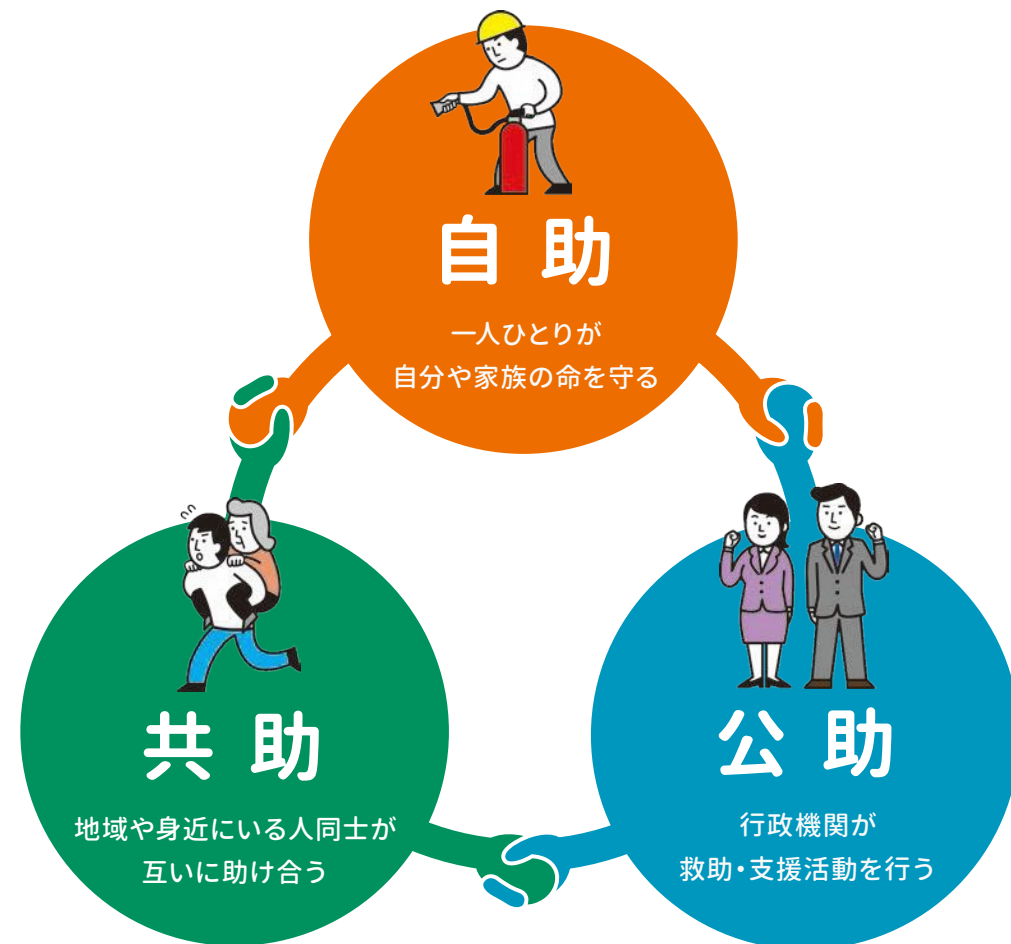 自助
一人ひとりが
自分や家族の命を守る
共助
地域や身近にいる人同士が
互いに助け合う
公助
行政機関が
救助・支援活動を行う